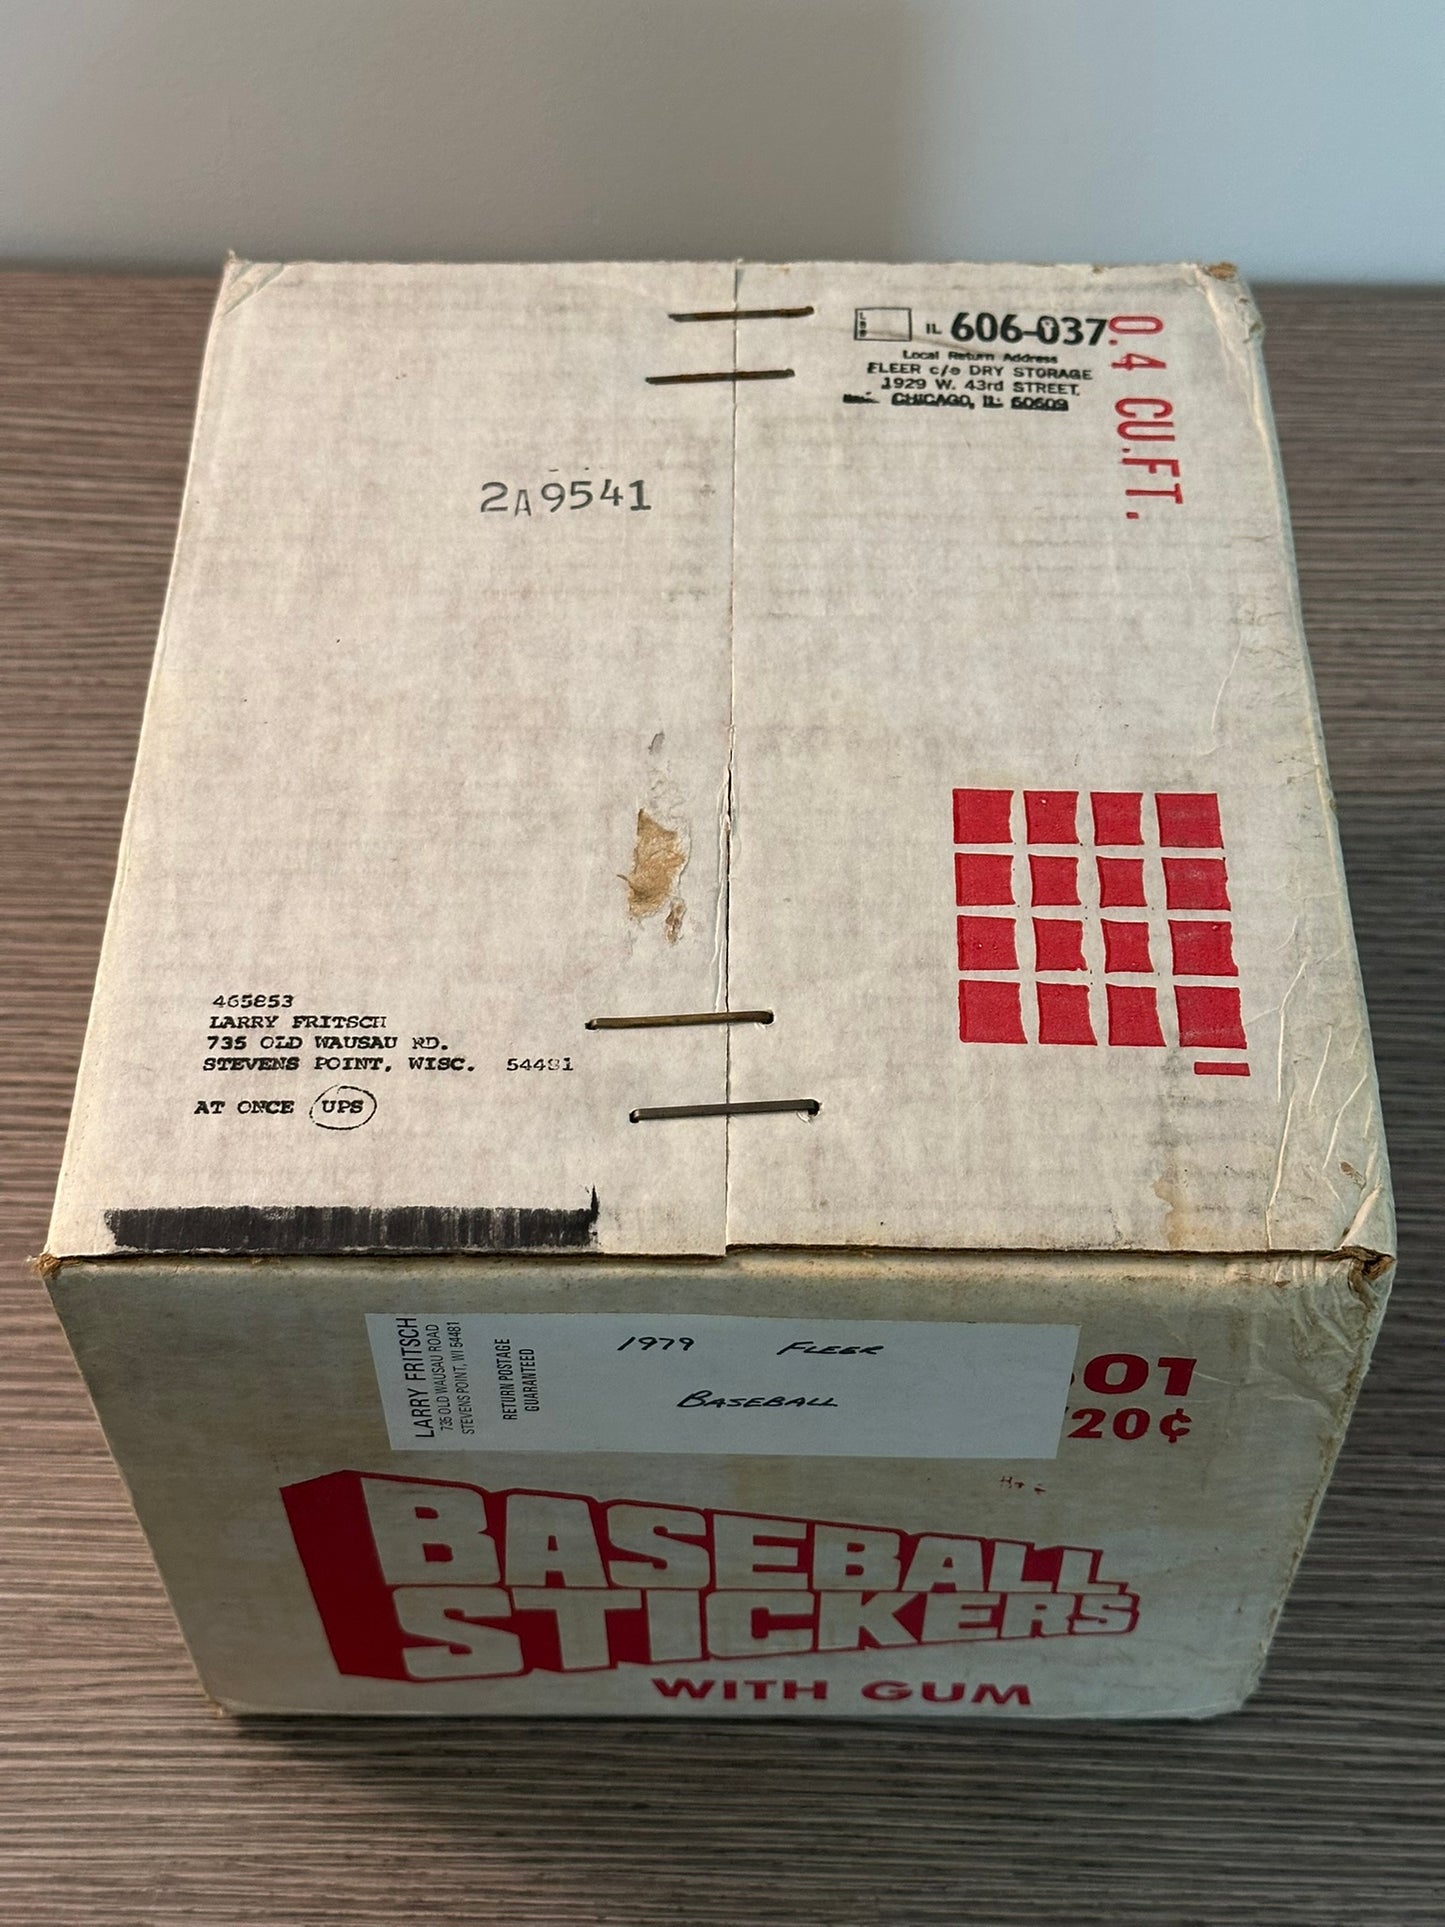 IL 606-037
Local Return Address
FLEER c/o DRY STORAGE
1929 W. 43rd STREET,
CHICAGO, IL 60609
0.4 CU.FT.
2A9541
465853
LARRY FRITSCH
735 OLD WAUSAU RD.
STEVENS POINT, WISC. 54481
AT ONCE UPS
LARRY FRITSCH
735 OLD WAUSAU ROAD
STEVENS POINT, WI 54481
RETURN POSTAGE
GUARANTEED
1979 FLEER
BASEBALL
01
/20¢
BASEBALL
STICKERS
WITH GUM